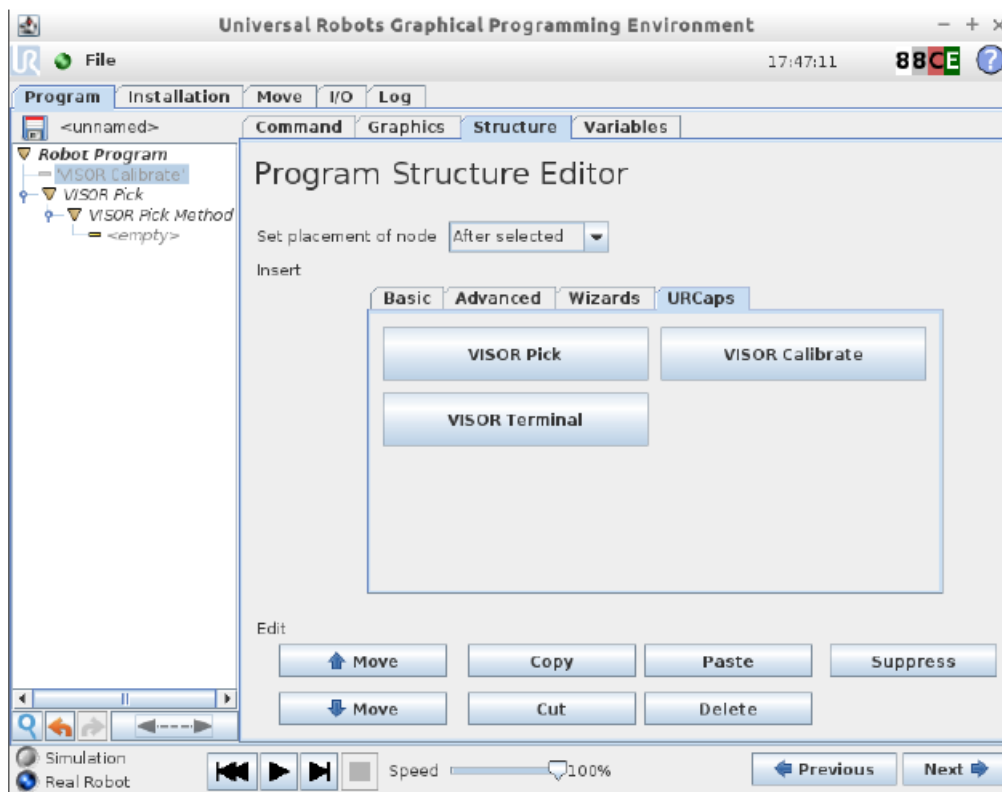 Universal Robots Graphical Programming Environment
File 17:47:11 88CE ?
Program Installation Move I/O Log
<unnamed> Command Graphics Structure Variables
Robot Program
'VISOR Calibrate'
VISOR Pick
VISOR Pick Method
<empty>
Program Structure Editor
Set placement of node After selected
Insert
Basic Advanced Wizards URCaps
VISOR Pick VISOR Calibrate
VISOR Terminal
Edit
Move Copy Paste Suppress
Move Cut Delete
Simulation
Real Robot
Speed 100% Previous Next